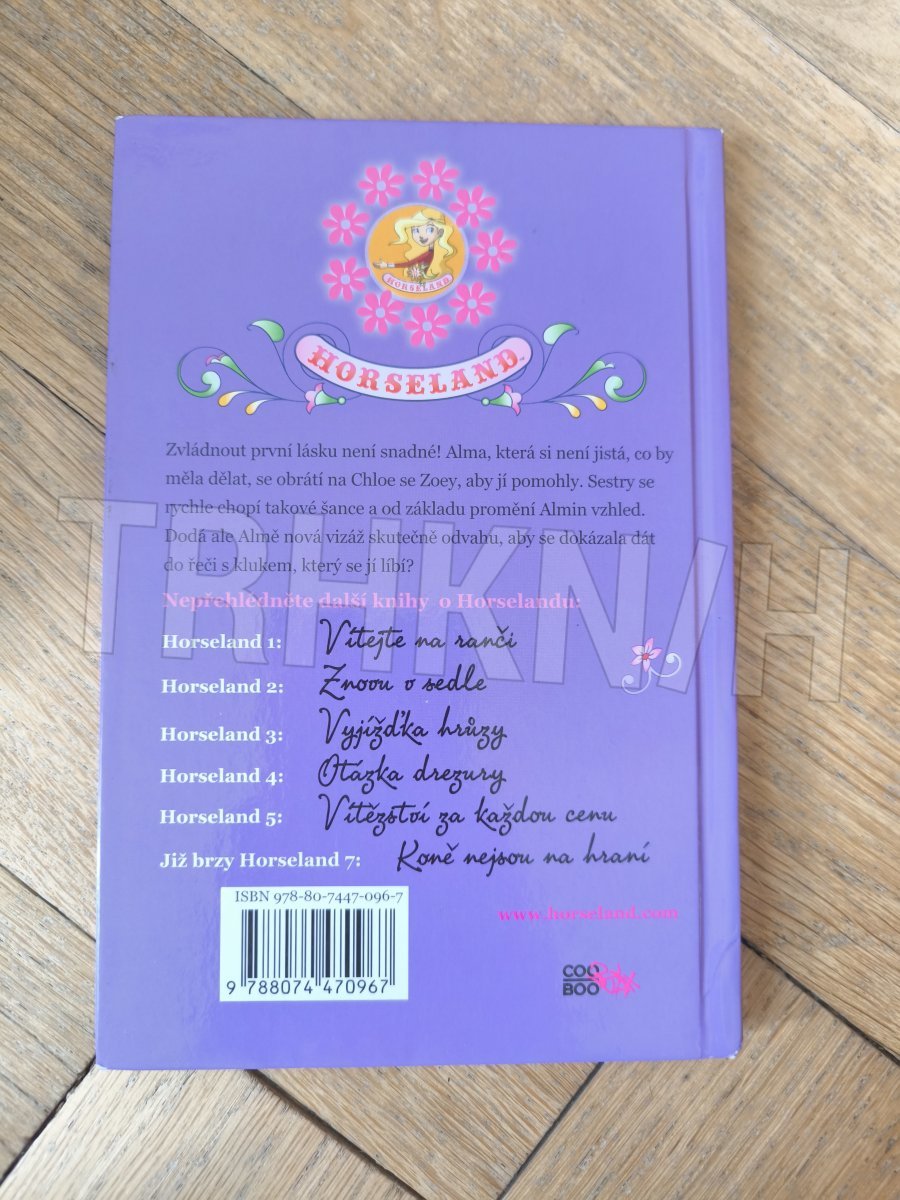 HORSELAND
HORSELAND™
Zvládnout první lásku není snadné! Alma, která si není jistá, co by
měla dělat, se obrátí na Chloe se Zoey, aby jí pomohly. Sestry se
rychle chopí takové šance a od základu promění Almin vzhled.
Dodá ale Almě nová vizáž skutečně odvahu, aby se dokázala dát
do řeči s klukem, který se jí líbí?
Nepřehlédněte další knihy o Horselandu:
Horseland 1: Vítejte na ranči
Horseland 2: Znovu v sedle
Horseland 3: Vyjížďka hrůzy
Horseland 4: Otázka drezury
Horseland 5: Vítězství za každou cenu
Již brzy Horseland 7: Koně nejsou na hraní
ISBN 978-80-7447-096-7
9 788074 470967
www.horseland.com
COO
BOO
TRHKNIH